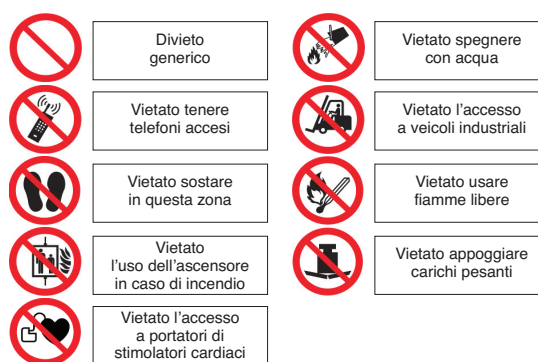 Divieto
generico
Vietato tenere
telefoni accesi
Vietato sostare
in questa zona
Vietato
l'uso dell'ascensore
in caso di incendio
Vietato l'accesso
a portatori di
stimolatori cardiaci
Vietato spegnere
con acqua
Vietato l'accesso
a veicoli industriali
Vietato usare
fiamme libere
Vietato appoggiare
carichi pesanti